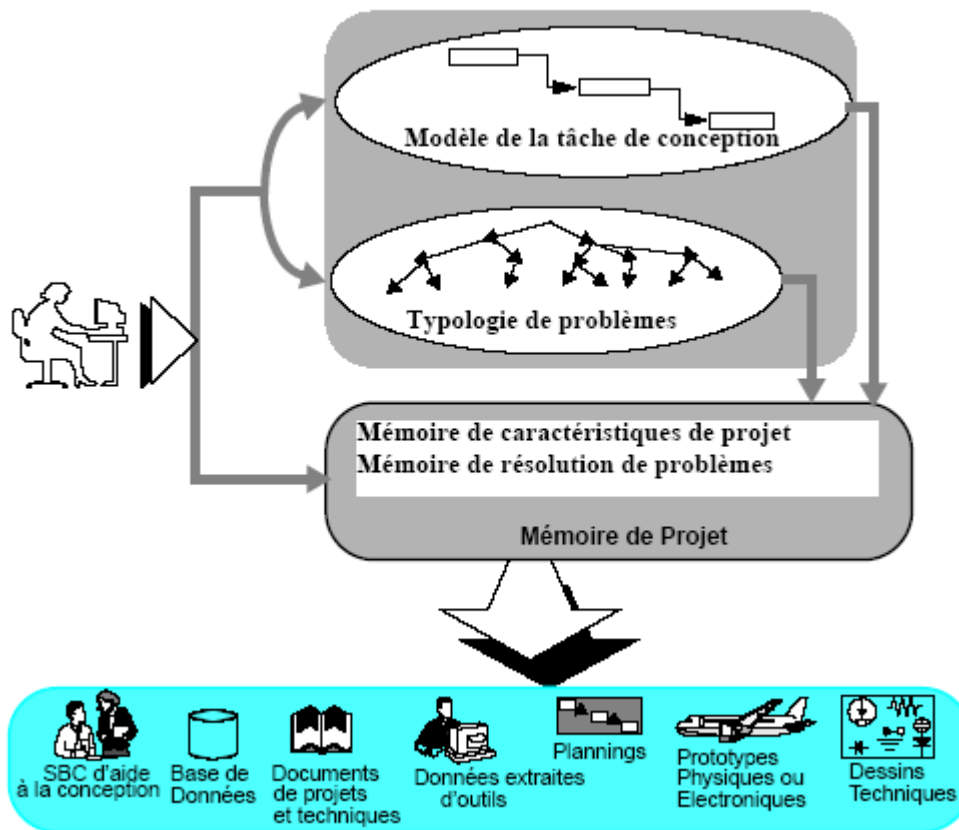 Modèle de la tâche de conception
Typologie de problèmes
Mémoire de caractéristiques de projet
Mémoire de résolution de problèmes
Mémoire de Projet
SBC d'aide
à la conception
Base de
Données
Documents
de projets
et techniques
Données extraites
d'outils
Plannings
Prototypes
Physiques ou
Electroniques
Dessins
Techniques